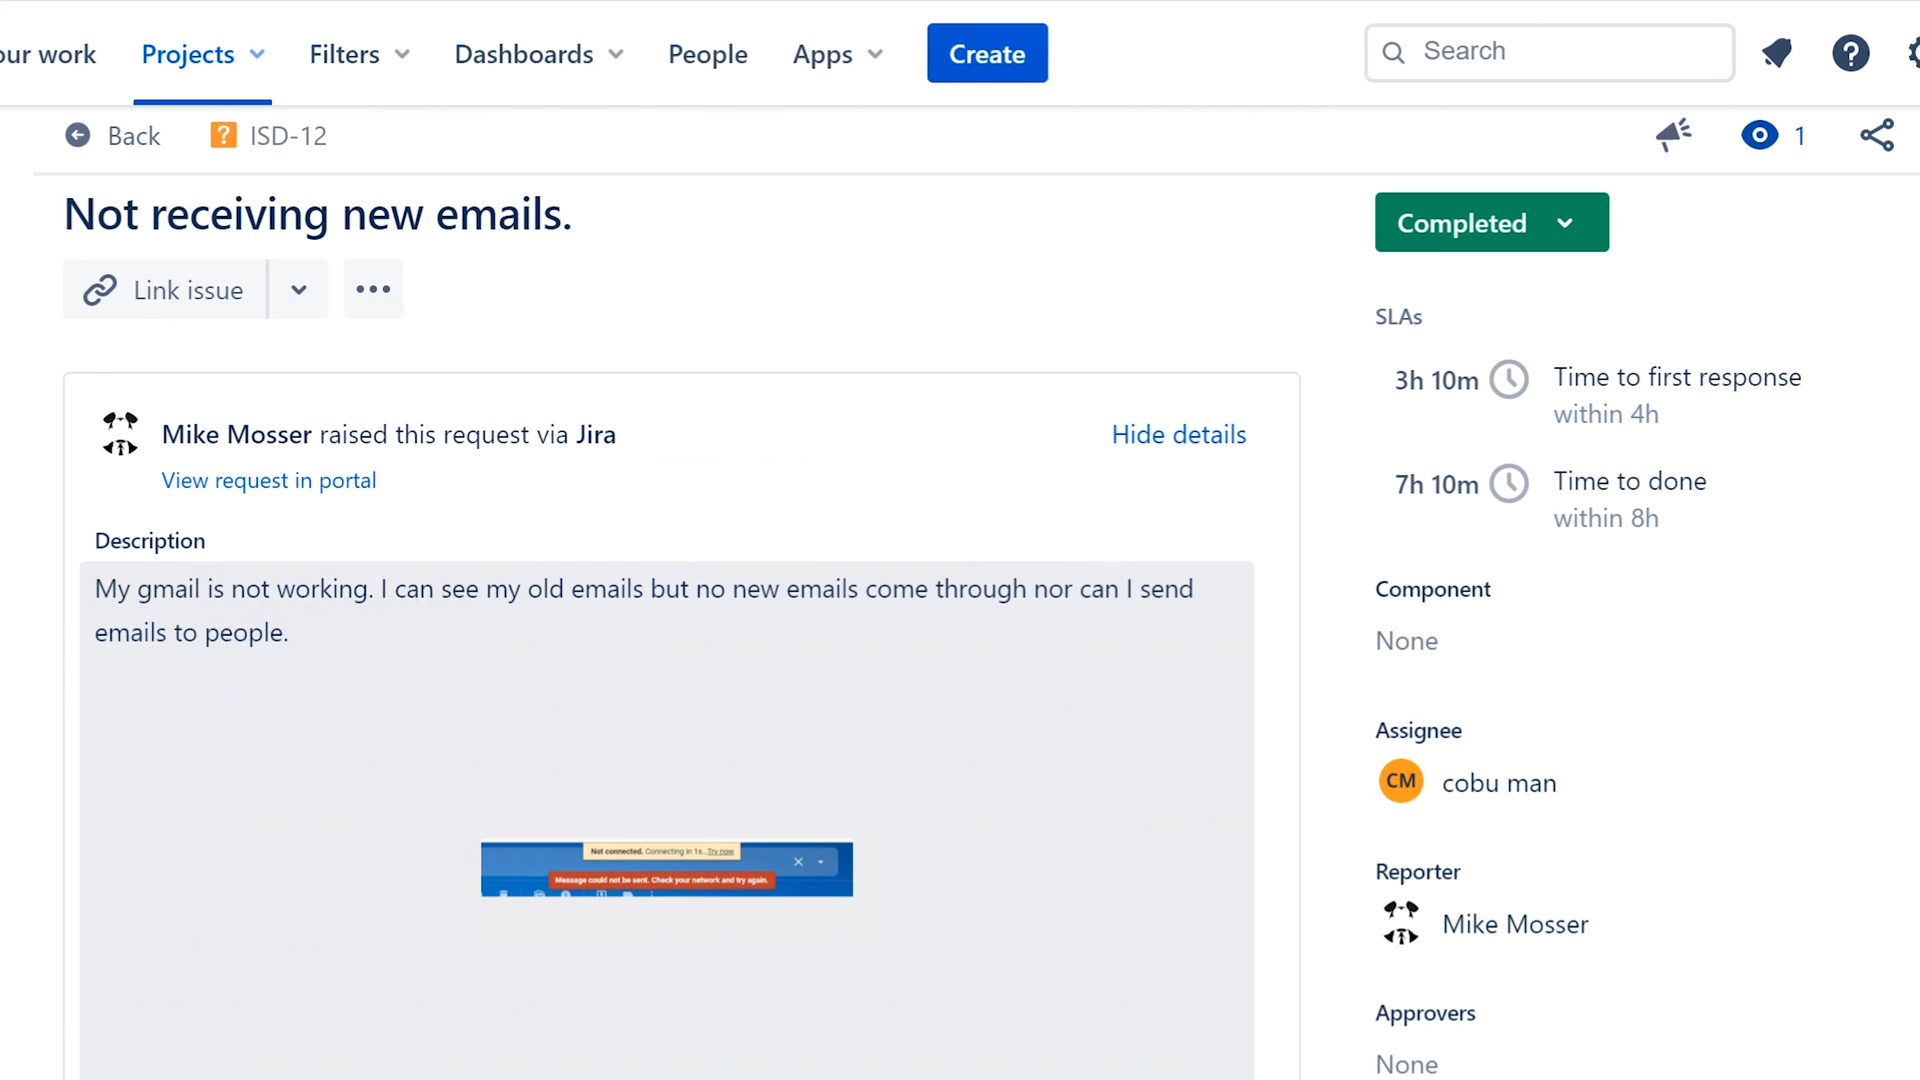 our work Projects Filters Dashboards People Apps Create Search
Back ISD-12 1
Not receiving new emails.
Completed
Link issue
SLAs
3h 10m Time to first response
within 4h
Mike Mosser raised this request via Jira Hide details
View request in portal
7h 10m Time to done
within 8h
Description
My gmail is not working. I can see my old emails but no new emails come through nor can I send
emails to people.
Not connected. Connecting in 1s.. Try now
Message could not be sent. Check your network and try again.
Component
None
Assignee
CM cobu man
Reporter
Mike Mosser
Approvers
None